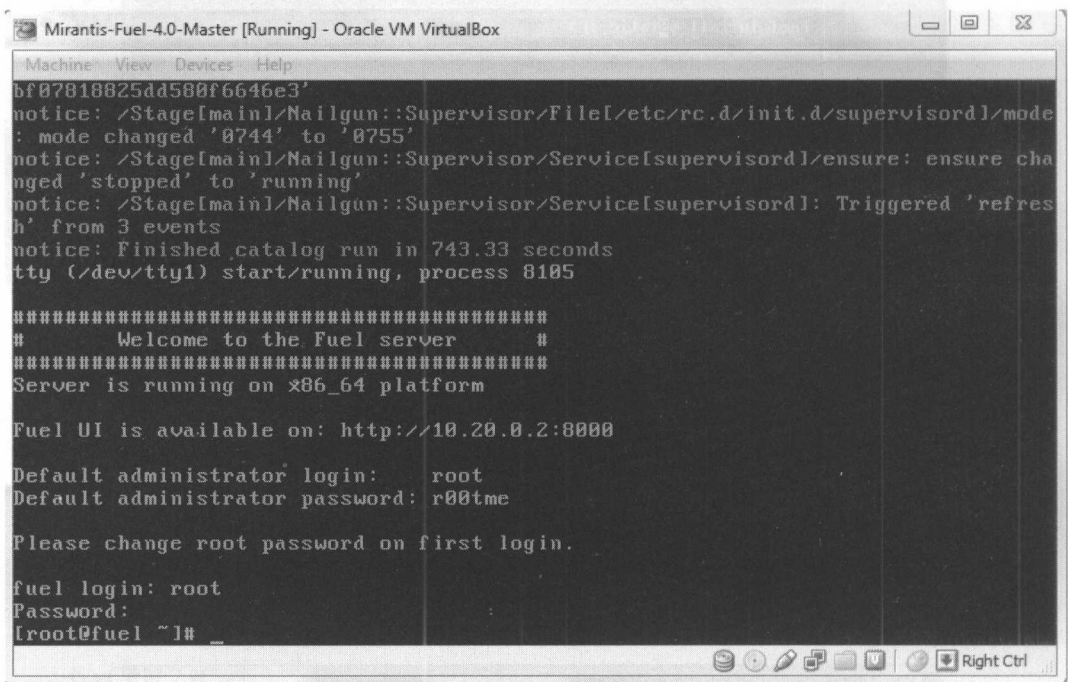 Mirantis-Fuel-4.0-Master [Running] - Oracle VM VirtualBox
Machine View Devices Help
bf07818825dd580f6646e3'
notice: /Stage[main]/Nailgun::Supervisor/File[/etc/rc.d/init.d/supervisord]/mode
: mode changed '0744' to '0755'
notice: /Stage[main]/Nailgun::Supervisor/Service[supervisord]/ensure: ensure cha
nged 'stopped' to 'running'
notice: /Stage[main]/Nailgun::Supervisor/Service[supervisord]: Triggered 'refres
h' from 3 events
notice: Finished catalog run in 743.33 seconds
tty (/dev/tty1) start/running, process 8105
#########################################
#       Welcome to the Fuel server      #
#########################################
Server is running on x86_64 platform
Fuel UI is available on: http://10.20.0.2:8000
Default administrator login:    root
Default administrator password: r00tme
Please change root password on first login.
fuel login: root
Password:
[root@fuel ~]# _
Right Ctrl